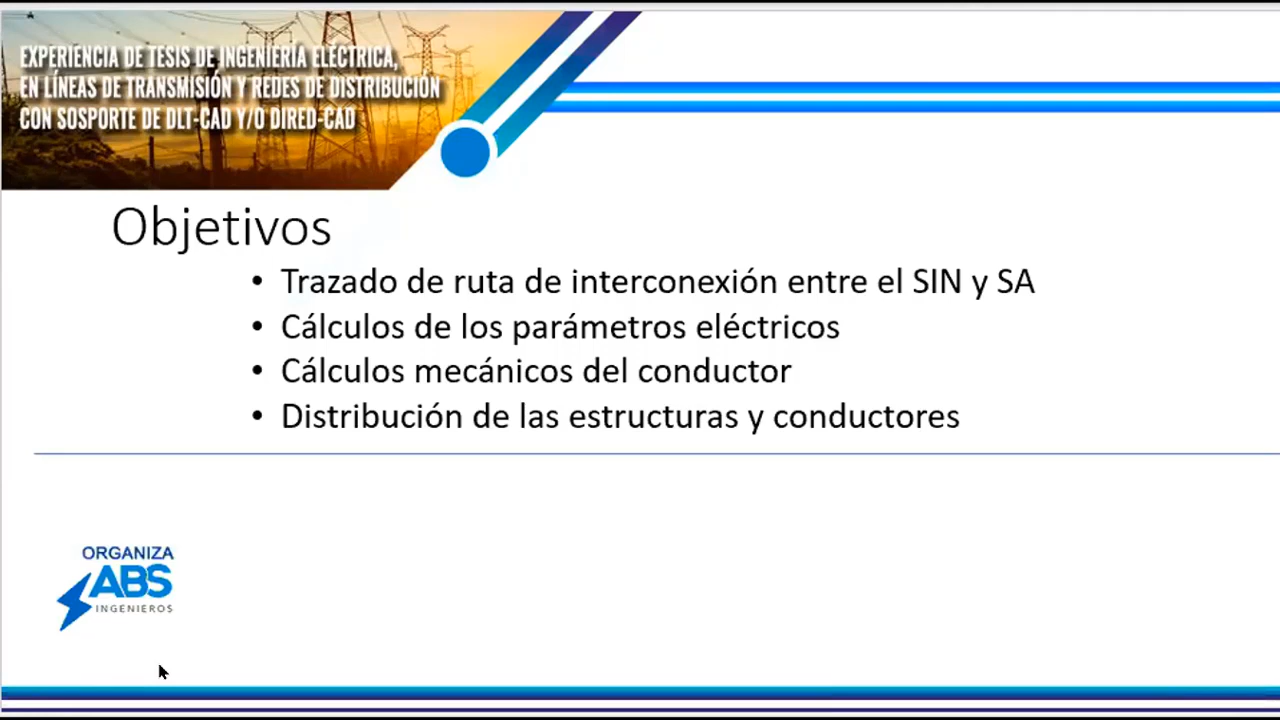 EXPERIENCIA DE TESIS DE INGENIERÍA ELÉCTRICA,
EN LÍNEAS DE TRANSMISIÓN Y REDES DE DISTRIBUCIÓN
CON SOSPORTE DE DLT-CAD Y/O DIRED-CAD
Objetivos
• Trazado de ruta de interconexión entre el SIN y SA
• Cálculos de los parámetros eléctricos
• Cálculos mecánicos del conductor
• Distribución de las estructuras y conductores
ORGANIZA
ABS
INGENIEROS